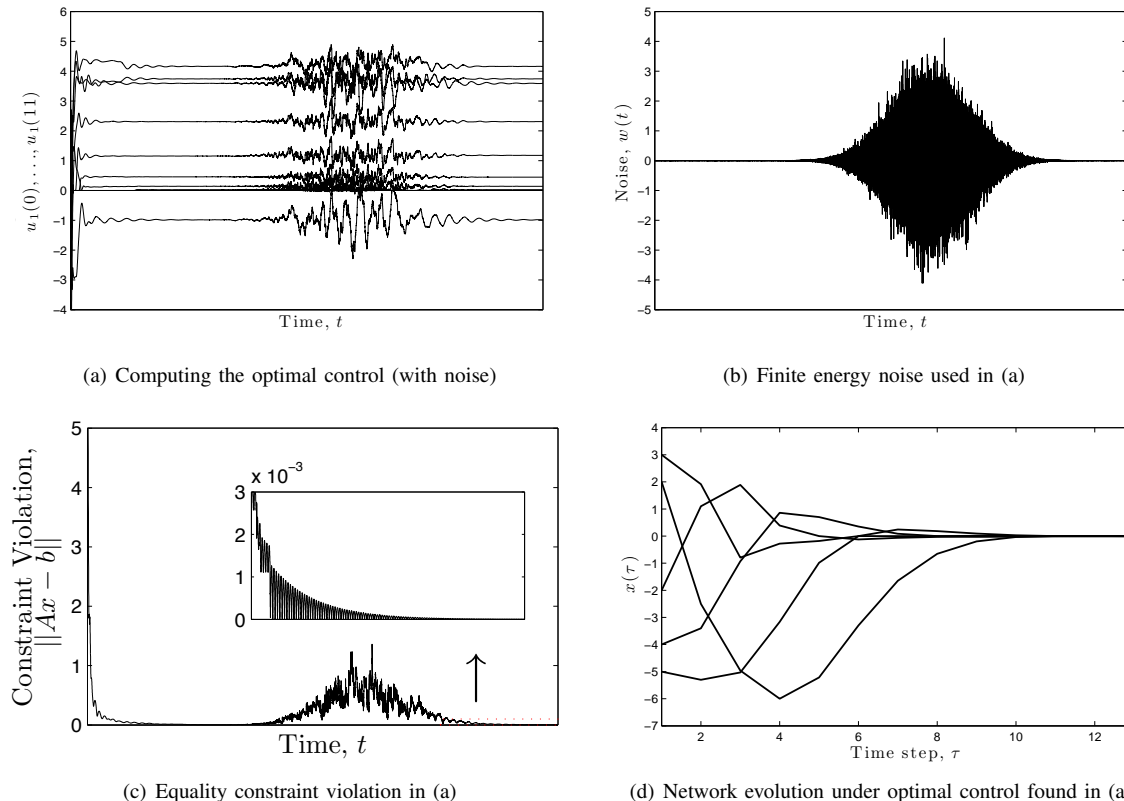 6
5
4
3
2
1
0
−1
−2
−3
−4
u₁(0), . . . , u₁(11)
Time, t
(a) Computing the optimal control (with noise)
5
4
3
2
1
0
−1
−2
−3
−4
−5
Noise, w(t)
Time, t
(b) Finite energy noise used in (a)
5
4
3
2
1
0
Constraint Violation,
||Ax − b||
x 10⁻³
3
2
1
0
Time, t
(c) Equality constraint violation in (a)
4
3
2
1
0
−1
−2
−3
−4
−5
−6
−7
x(τ)
2 4 6 8 10 12
Time step, τ
(d) Network evolution under optimal control found in (a